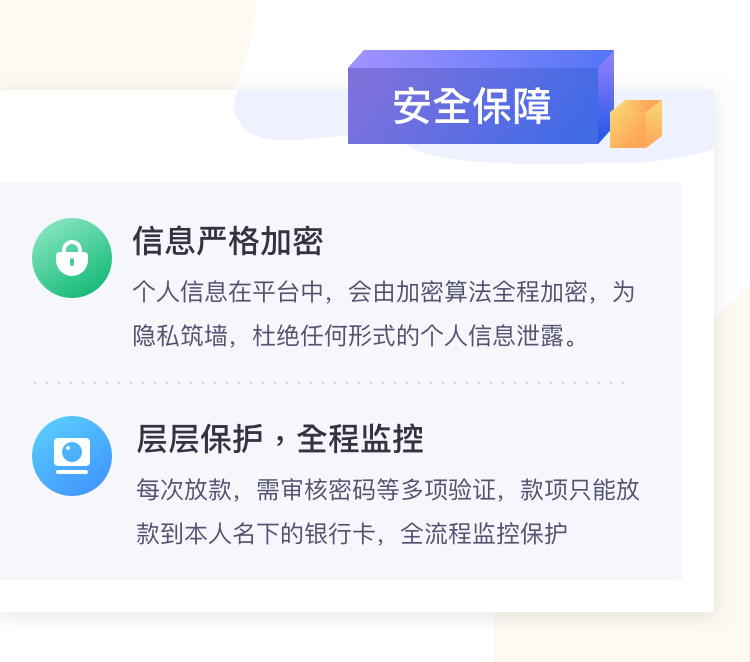 安全保障
信息严格加密
个人信息在平台中，会由加密算法全程加密，为
隐私筑墙，杜绝任何形式的个人信息泄露。
层层保护，全程监控
每次放款，需审核密码等多项验证，款项只能放
款到本人名下的银行卡，全流程监控保护